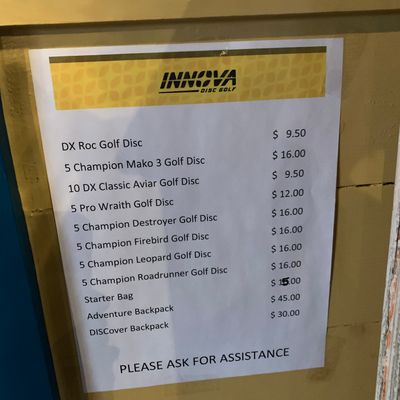 INNOVA
DISC GOLF
DX Roc Golf Disc $ 9.50
5 Champion Mako 3 Golf Disc $ 16.00
10 DX Classic Aviar Golf Disc $ 9.50
5 Pro Wraith Golf Disc $ 12.00
5 Champion Destroyer Golf Disc $ 16.00
5 Champion Firebird Golf Disc $ 16.00
5 Champion Leopard Golf Disc $ 16.00
5 Champion Roadrunner Golf Disc $ 16.00
Starter Bag $ 15.00
Adventure Backpack $ 45.00
DISCover Backpack $ 30.00
PLEASE ASK FOR ASSISTANCE